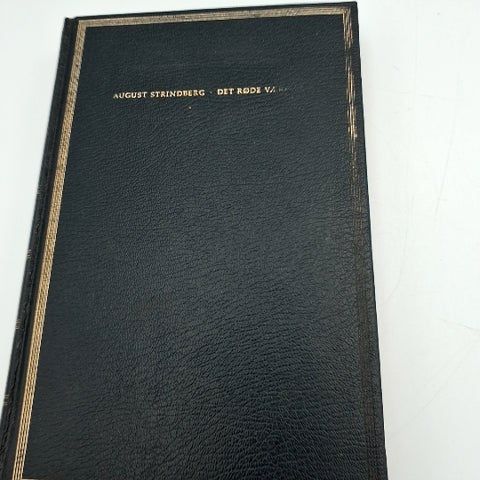 AUGUST STRINDBERG · DET RØDE